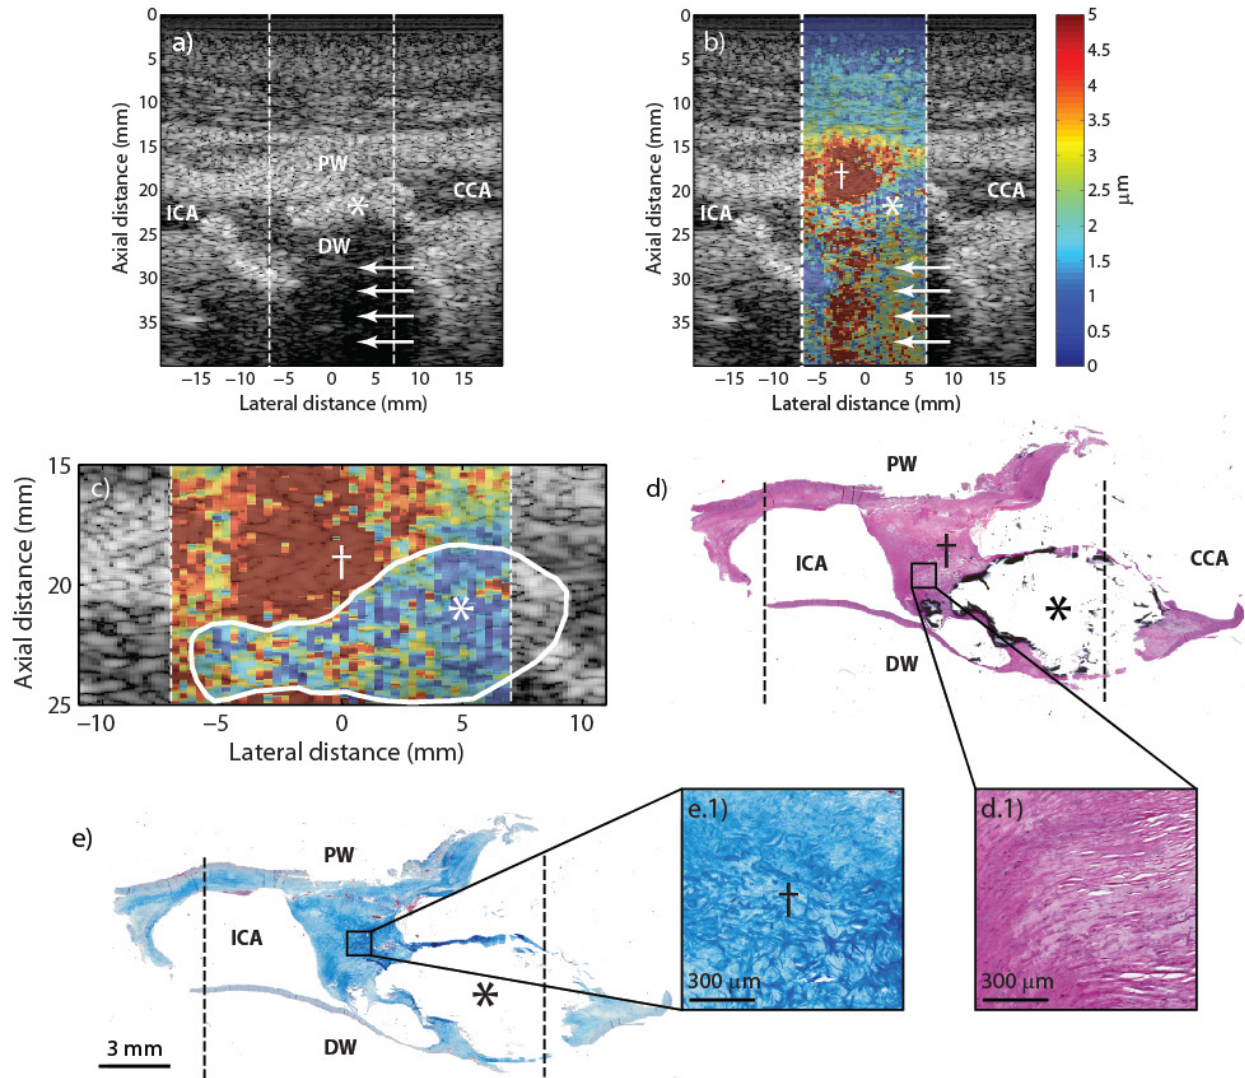 a)
0
5
10
15
20
25
30
35
Axial distance (mm)
PW
*
DW
ICA
CCA
−15 −10 −5 0 5 10 15
Lateral distance (mm)
b)
0
5
10
15
20
25
30
35
Axial distance (mm)
†
*
ICA
CCA
−15 −10 −5 0 5 10 15
Lateral distance (mm)
5
4.5
4
3.5
3
2.5
2
1.5
1
0.5
0
μm
c)
15
20
25
Axial distance (mm)
†
*
−10 −5 0 5 10
Lateral distance (mm)
d)
PW
†
ICA
CCA
*
DW
e)
PW
ICA
*
DW
3 mm
e.1)
†
300 μm
d.1)
300 μm